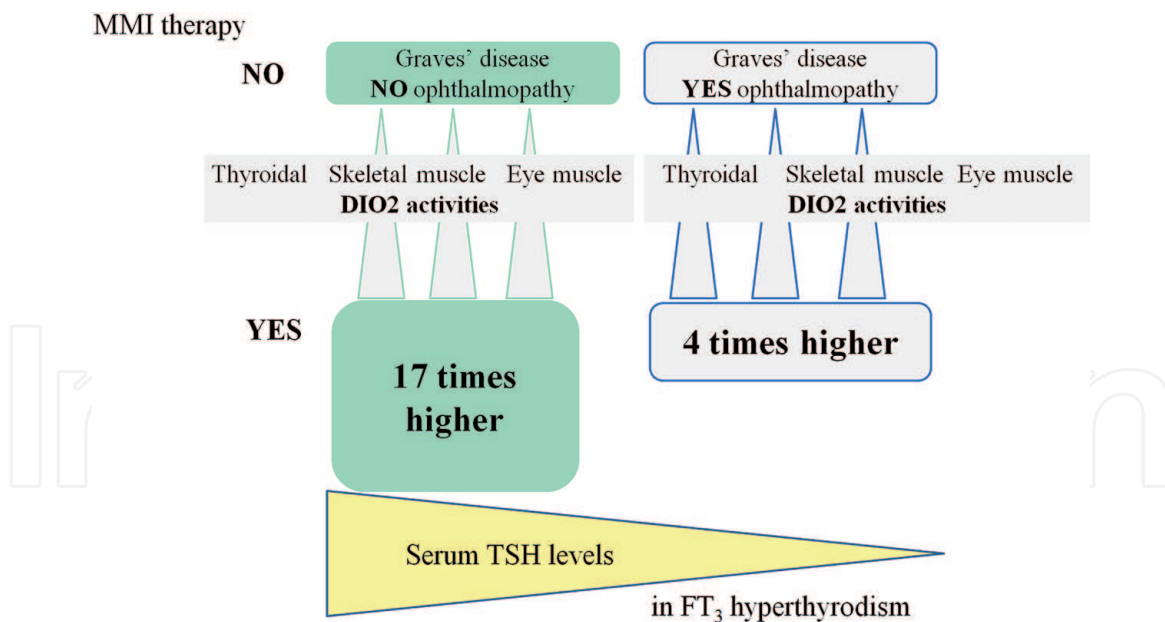 MMI therapy
NO
Graves’ disease
NO ophthalmopathy
Graves’ disease
YES ophthalmopathy
Thyroidal Skeletal muscle Eye muscle
DIO2 activities
Thyroidal Skeletal muscle Eye muscle
DIO2 activities
YES
17 times
higher
4 times higher
Serum TSH levels
in FT₃ hyperthyrodism